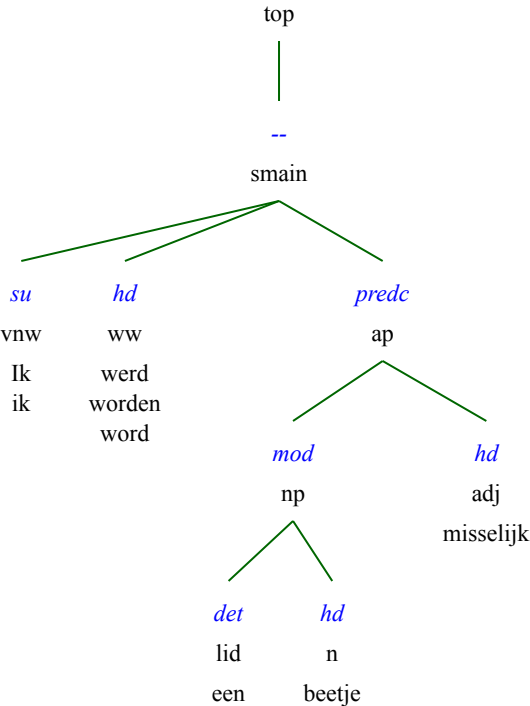 top
--
smain
su hd predc
vnw ww ap
Ik werd
ik worden
word
mod hd
np adj
misselijk
det hd
lid n
een beetje